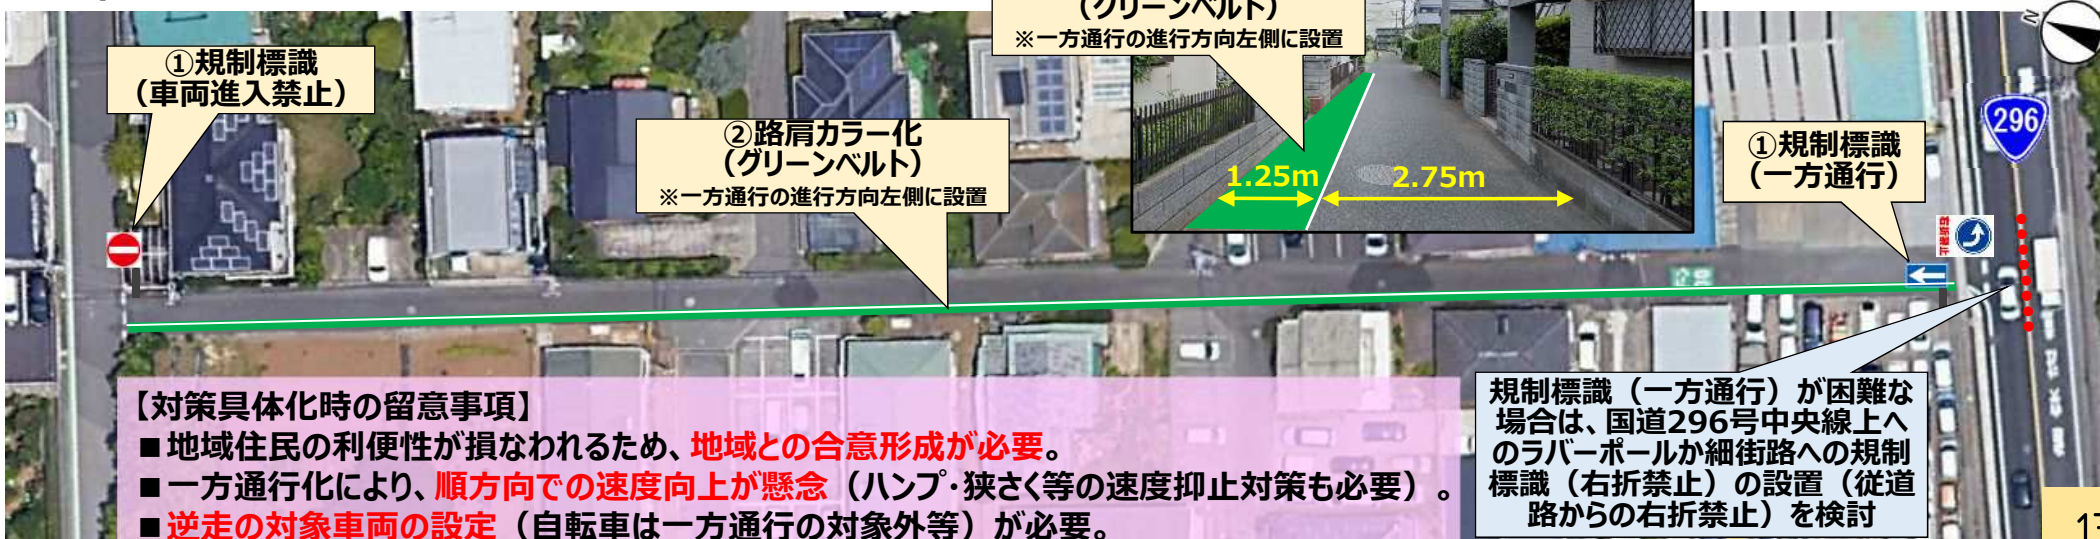 (グリーンベルト)
※一方通行の進行方向左側に設置
1.25m
2.75m
①規制標識
(車両進入禁止)
②路肩カラー化
(グリーンベルト)
※一方通行の進行方向左側に設置
①規制標識
(一方通行)
296
右折禁止
N
【対策具体化時の留意事項】
■地域住民の利便性が損なわれるため、地域との合意形成が必要。
■一方通行化により、順方向での速度向上が懸念(ハンプ・狭さく等の速度抑止対策も必要)。
■逆走の対象車両の設定(自転車は一方通行の対象外等)が必要。
規制標識(一方通行)が困難な
場合は、国道296号中央線上へ
のラバーポールか細街路への規制
標識(右折禁止)の設置(従道
路からの右折禁止)を検討